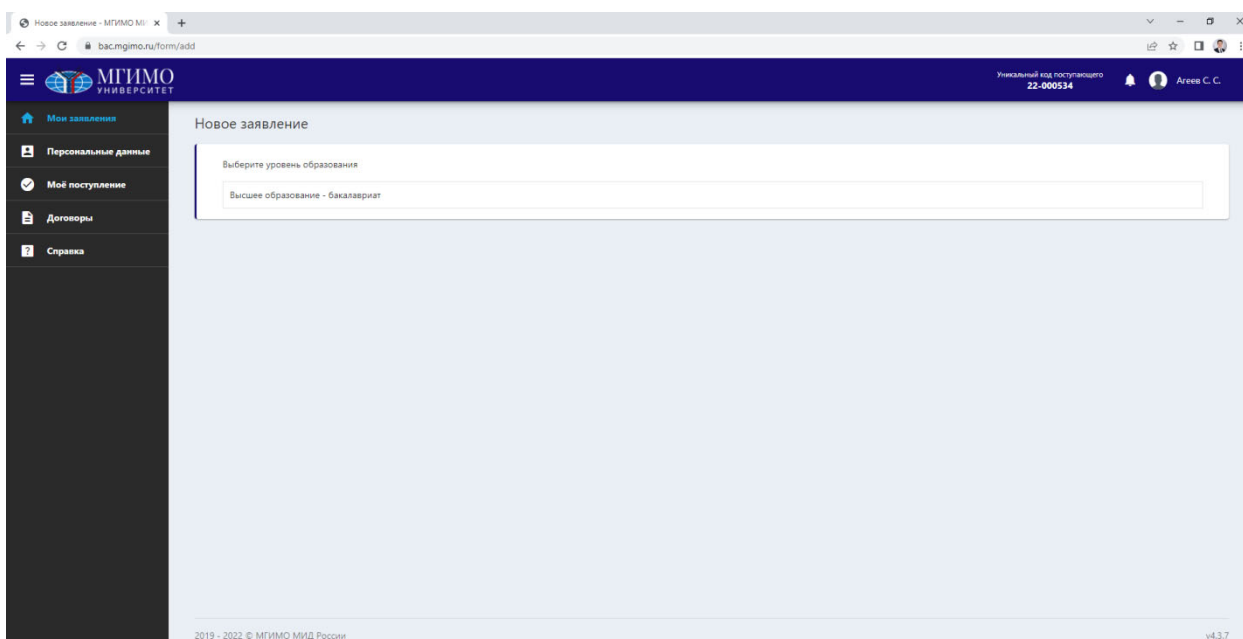 Новое заявление - МГИМО МИ
bac.mgimo.ru/form/add
МГИМО
УНИВЕРСИТЕТ
Уникальный код поступающего
22-000534
Агеев С. С.
Мои заявления
Персональные данные
Моё поступление
Договоры
Справка
Новое заявление
Выберите уровень образования
Высшее образование - бакалавриат
2019 - 2022 © МГИМО МИД России
v4.3.7